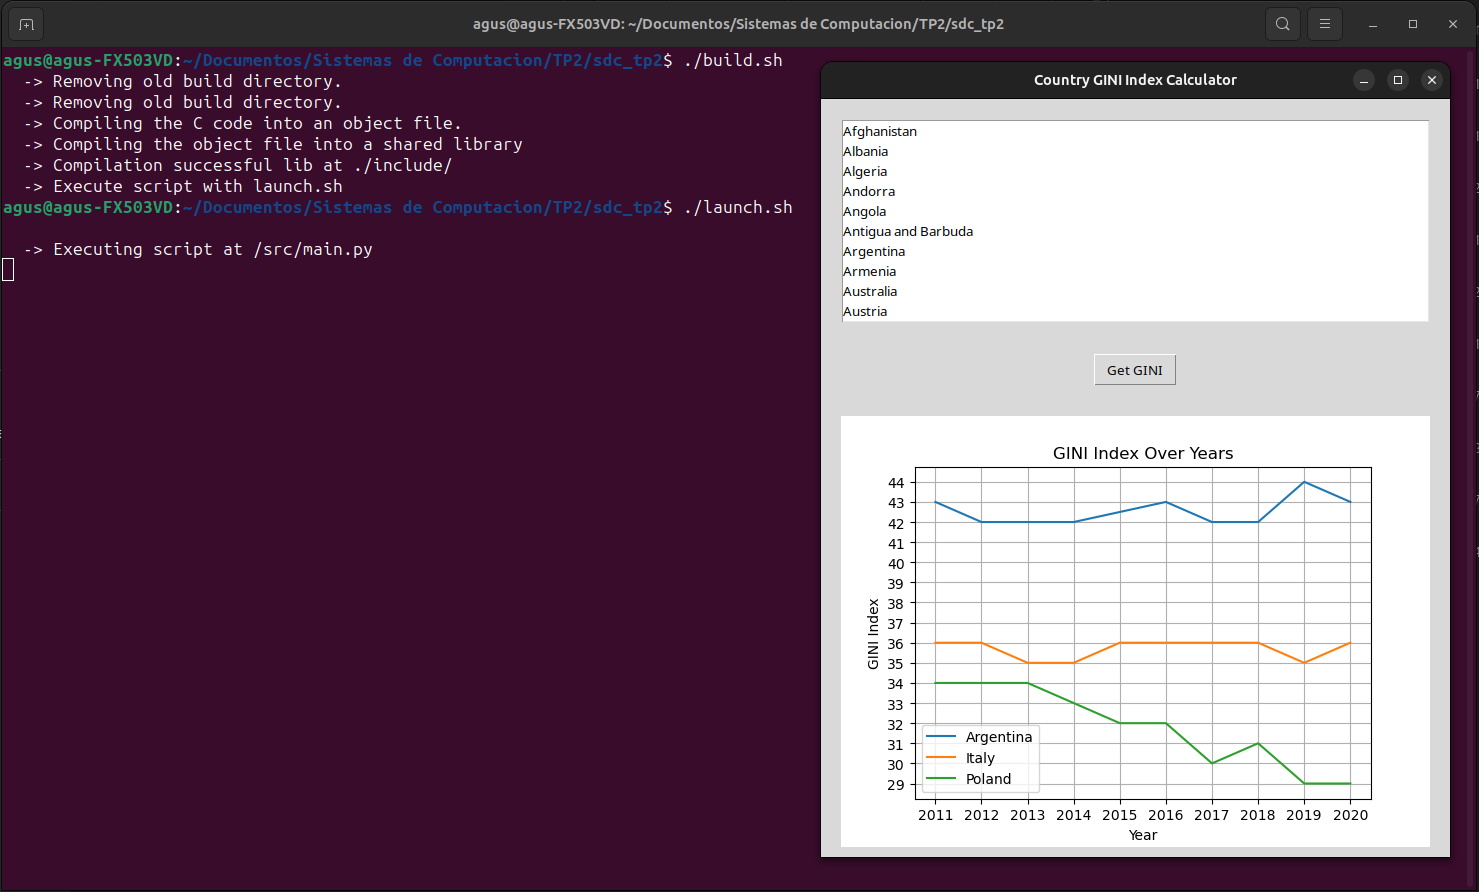 agus@agus-FX503VD: ~/Documentos/Sistemas de Computacion/TP2/sdc_tp2
agus@agus-FX503VD:~/Documentos/Sistemas de Computacion/TP2/sdc_tp2$ ./build.sh
-> Removing old build directory.
-> Removing old build directory.
-> Compiling the C code into an object file.
-> Compiling the object file into a shared library
-> Compilation successful lib at ./include/
-> Execute script with launch.sh
agus@agus-FX503VD:~/Documentos/Sistemas de Computacion/TP2/sdc_tp2$ ./launch.sh
-> Executing script at /src/main.py
Country GINI Index Calculator
Afghanistan
Albania
Algeria
Andorra
Angola
Antigua and Barbuda
Argentina
Armenia
Australia
Austria
Get GINI
GINI Index Over Years
44
43
42
41
40
39
38
37
36
35
34
33
32
31
30
29
GINI Index
Argentina
Italy
Poland
2011 2012 2013 2014 2015 2016 2017 2018 2019 2020
Year